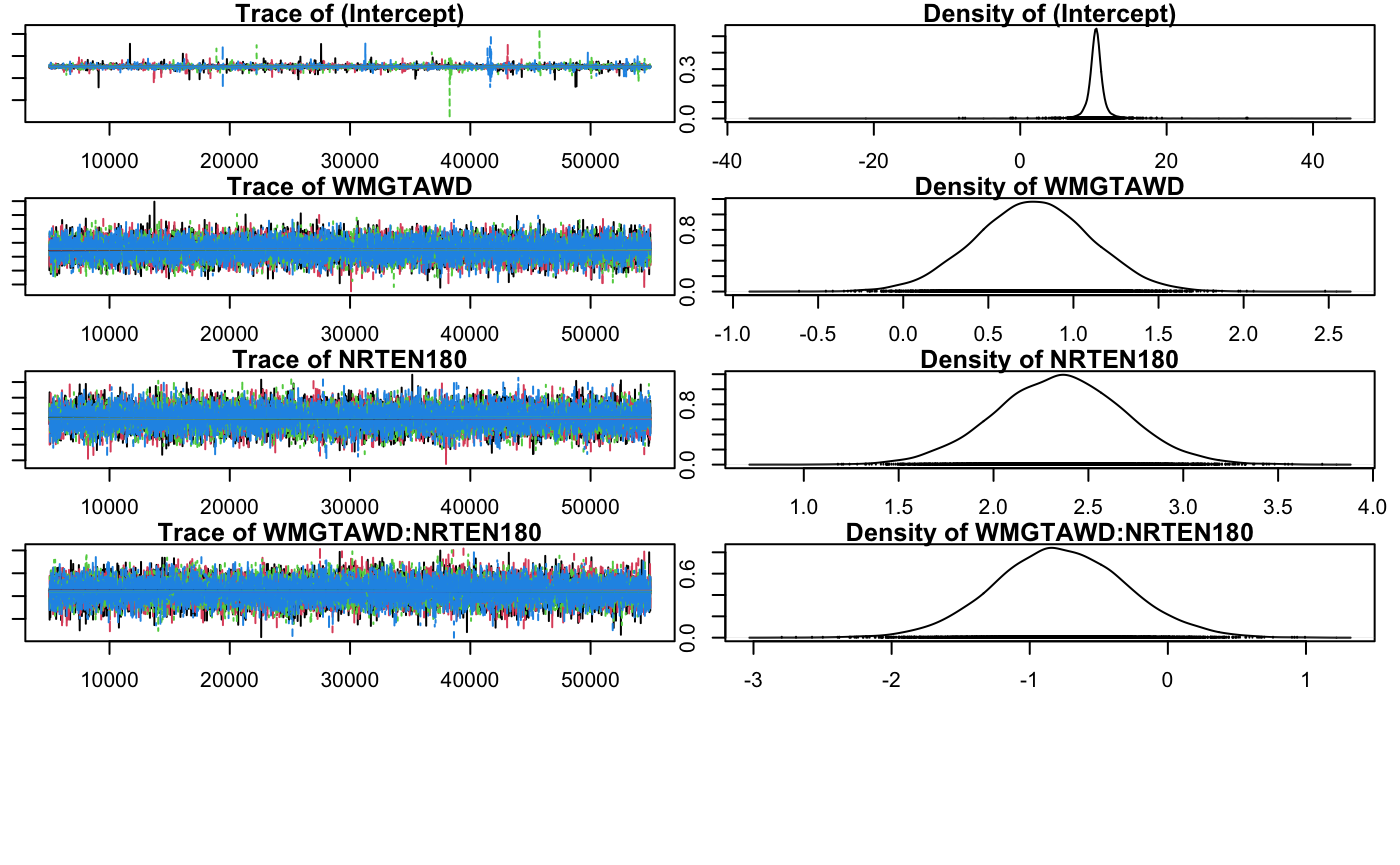 Trace of (Intercept)
10000 20000 30000 40000 50000
Density of (Intercept)
0.0 0.3
-40 -20 0 20 40
Trace of WMGTAWD
10000 20000 30000 40000 50000
Density of WMGTAWD
0.0 0.8
-1.0 -0.5 0.0 0.5 1.0 1.5 2.0 2.5
Trace of NRTEN180
10000 20000 30000 40000 50000
Density of NRTEN180
0.0 0.8
1.0 1.5 2.0 2.5 3.0 3.5 4.0
Trace of WMGTAWD:NRTEN180
10000 20000 30000 40000 50000
Density of WMGTAWD:NRTEN180
0.0 0.6
-3 -2 -1 0 1